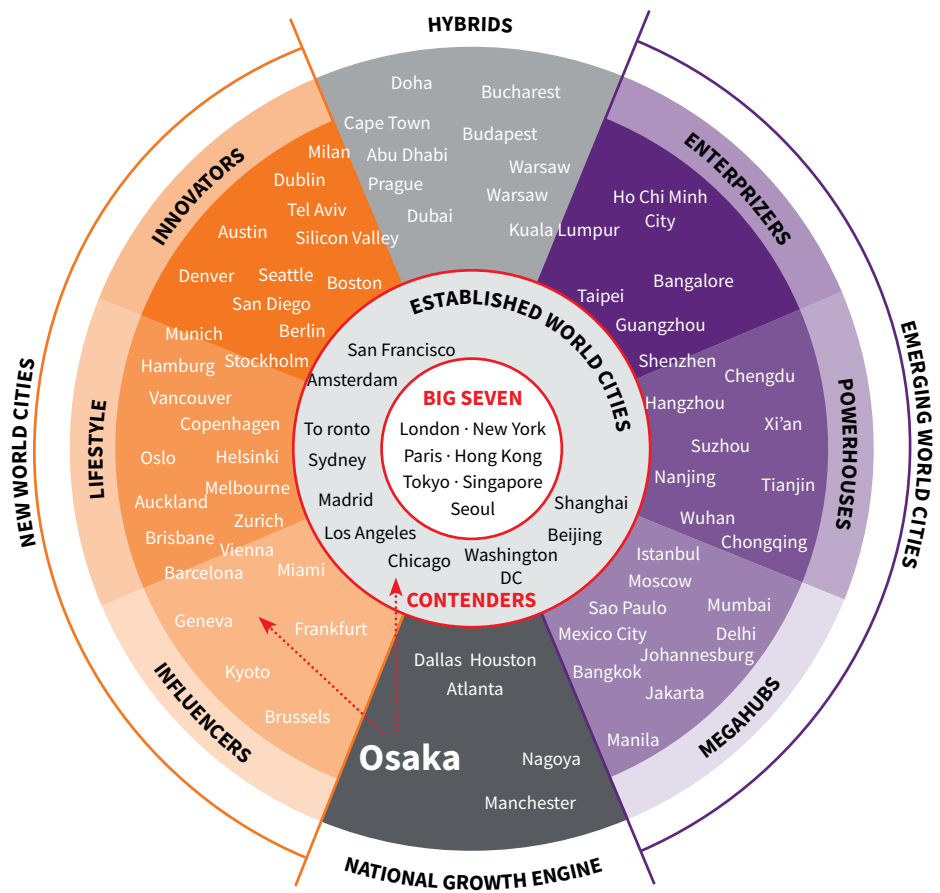 HYBRIDS
Doha
Bucharest
Cape Town
Budapest
Abu Dhabi
Warsaw
Prague
Warsaw
Dubai
Kuala Lumpur
INNOVATORS
Milan
Dublin
Tel Aviv
Austin
Silicon Valley
Denver
Seattle
Boston
San Diego
Berlin
ENTERPRIZERS
Ho Chi Minh
City
Bangalore
Taipei
Guangzhou
Shenzhen
NEW WORLD CITIES
LIFESTYLE
Munich
Stockholm
Hamburg
Vancouver
Copenhagen
Oslo
Helsinki
Melbourne
Auckland
Zurich
Brisbane
Vienna
ESTABLISHED WORLD CITIES
San Francisco
Amsterdam
To ronto
Sydney
Madrid
Los Angeles
Chicago
Washington
DC
Beijing
Shanghai
CONTENDERS
BIG SEVEN
London · New York
Paris · Hong Kong
Tokyo · Singapore
Seoul
EMERGING WORLD CITIES
POWERHOUSES
Chengdu
Hangzhou
Xi'an
Suzhou
Nanjing
Tianjin
Wuhan
Chongqing
INFLUENCERS
Barcelona
Miami
Geneva
Frankfurt
Kyoto
Brussels
MEGAHUBS
Istanbul
Moscow
Sao Paulo
Mumbai
Mexico City
Delhi
Johannesburg
Bangkok
Jakarta
Manila
Dallas Houston
Atlanta
Osaka
Nagoya
Manchester
NATIONAL GROWTH ENGINE